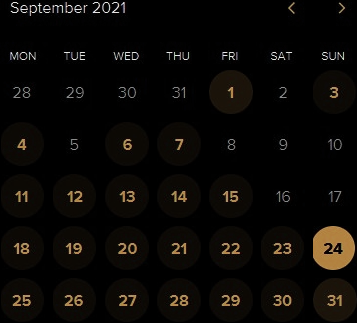 September 2021 < >
MON TUE WED THU FRI SAT SUN
28 29 30 31 1 2 3
4 5 6 7 8 9 10
11 12 13 14 15 16 17
18 19 20 21 22 23 24
25 26 27 28 29 30 31